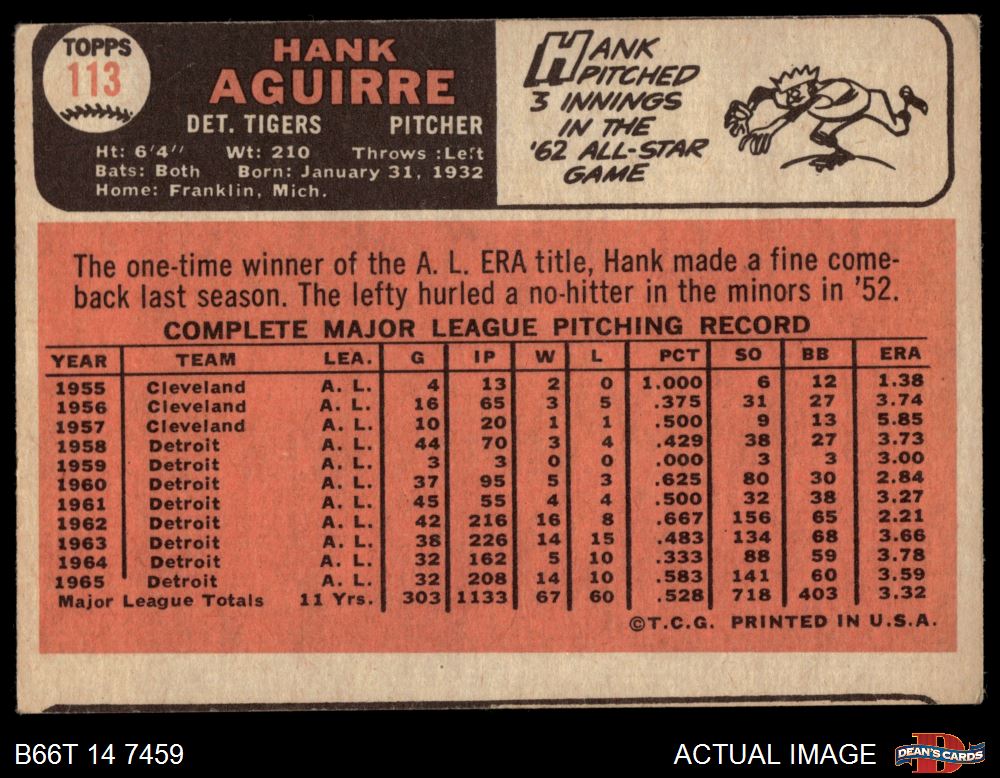 TOPPS
113
HANK
AGUIRRE
DET. TIGERS PITCHER
Ht: 6'4" Wt: 210 Throws :Left
Bats: Both Born: January 31, 1932
Home: Franklin, Mich.
HANK
PITCHED
3 INNINGS
IN THE
'62 ALL-STAR
GAME
The one-time winner of the A. L. ERA title, Hank made a fine come-
back last season. The lefty hurled a no-hitter in the minors in '52.
COMPLETE MAJOR LEAGUE PITCHING RECORD
YEAR TEAM LEA. G IP W L PCT SO BB ERA
1955 Cleveland A. L. 4 13 2 0 1.000 6 12 1.38
1956 Cleveland A. L. 16 65 3 5 .375 31 27 3.74
1957 Cleveland A. L. 10 20 1 1 .500 9 13 5.85
1958 Detroit A. L. 44 70 3 4 .429 38 27 3.73
1959 Detroit A. L. 3 3 0 0 .000 3 3 3.00
1960 Detroit A. L. 37 95 5 3 .625 80 30 2.84
1961 Detroit A. L. 45 55 4 4 .500 32 38 3.27
1962 Detroit A. L. 42 216 16 8 .667 156 65 2.21
1963 Detroit A. L. 38 226 14 15 .483 134 68 3.66
1964 Detroit A. L. 32 162 5 10 .333 88 59 3.78
1965 Detroit A. L. 32 208 14 10 .583 141 60 3.59
Major League Totals 11 Yrs. 303 1133 67 60 .528 718 403 3.32
©T.C.G. PRINTED IN U.S.A.
B66T 14 7459 ACTUAL IMAGE
DEAN'S CARDS